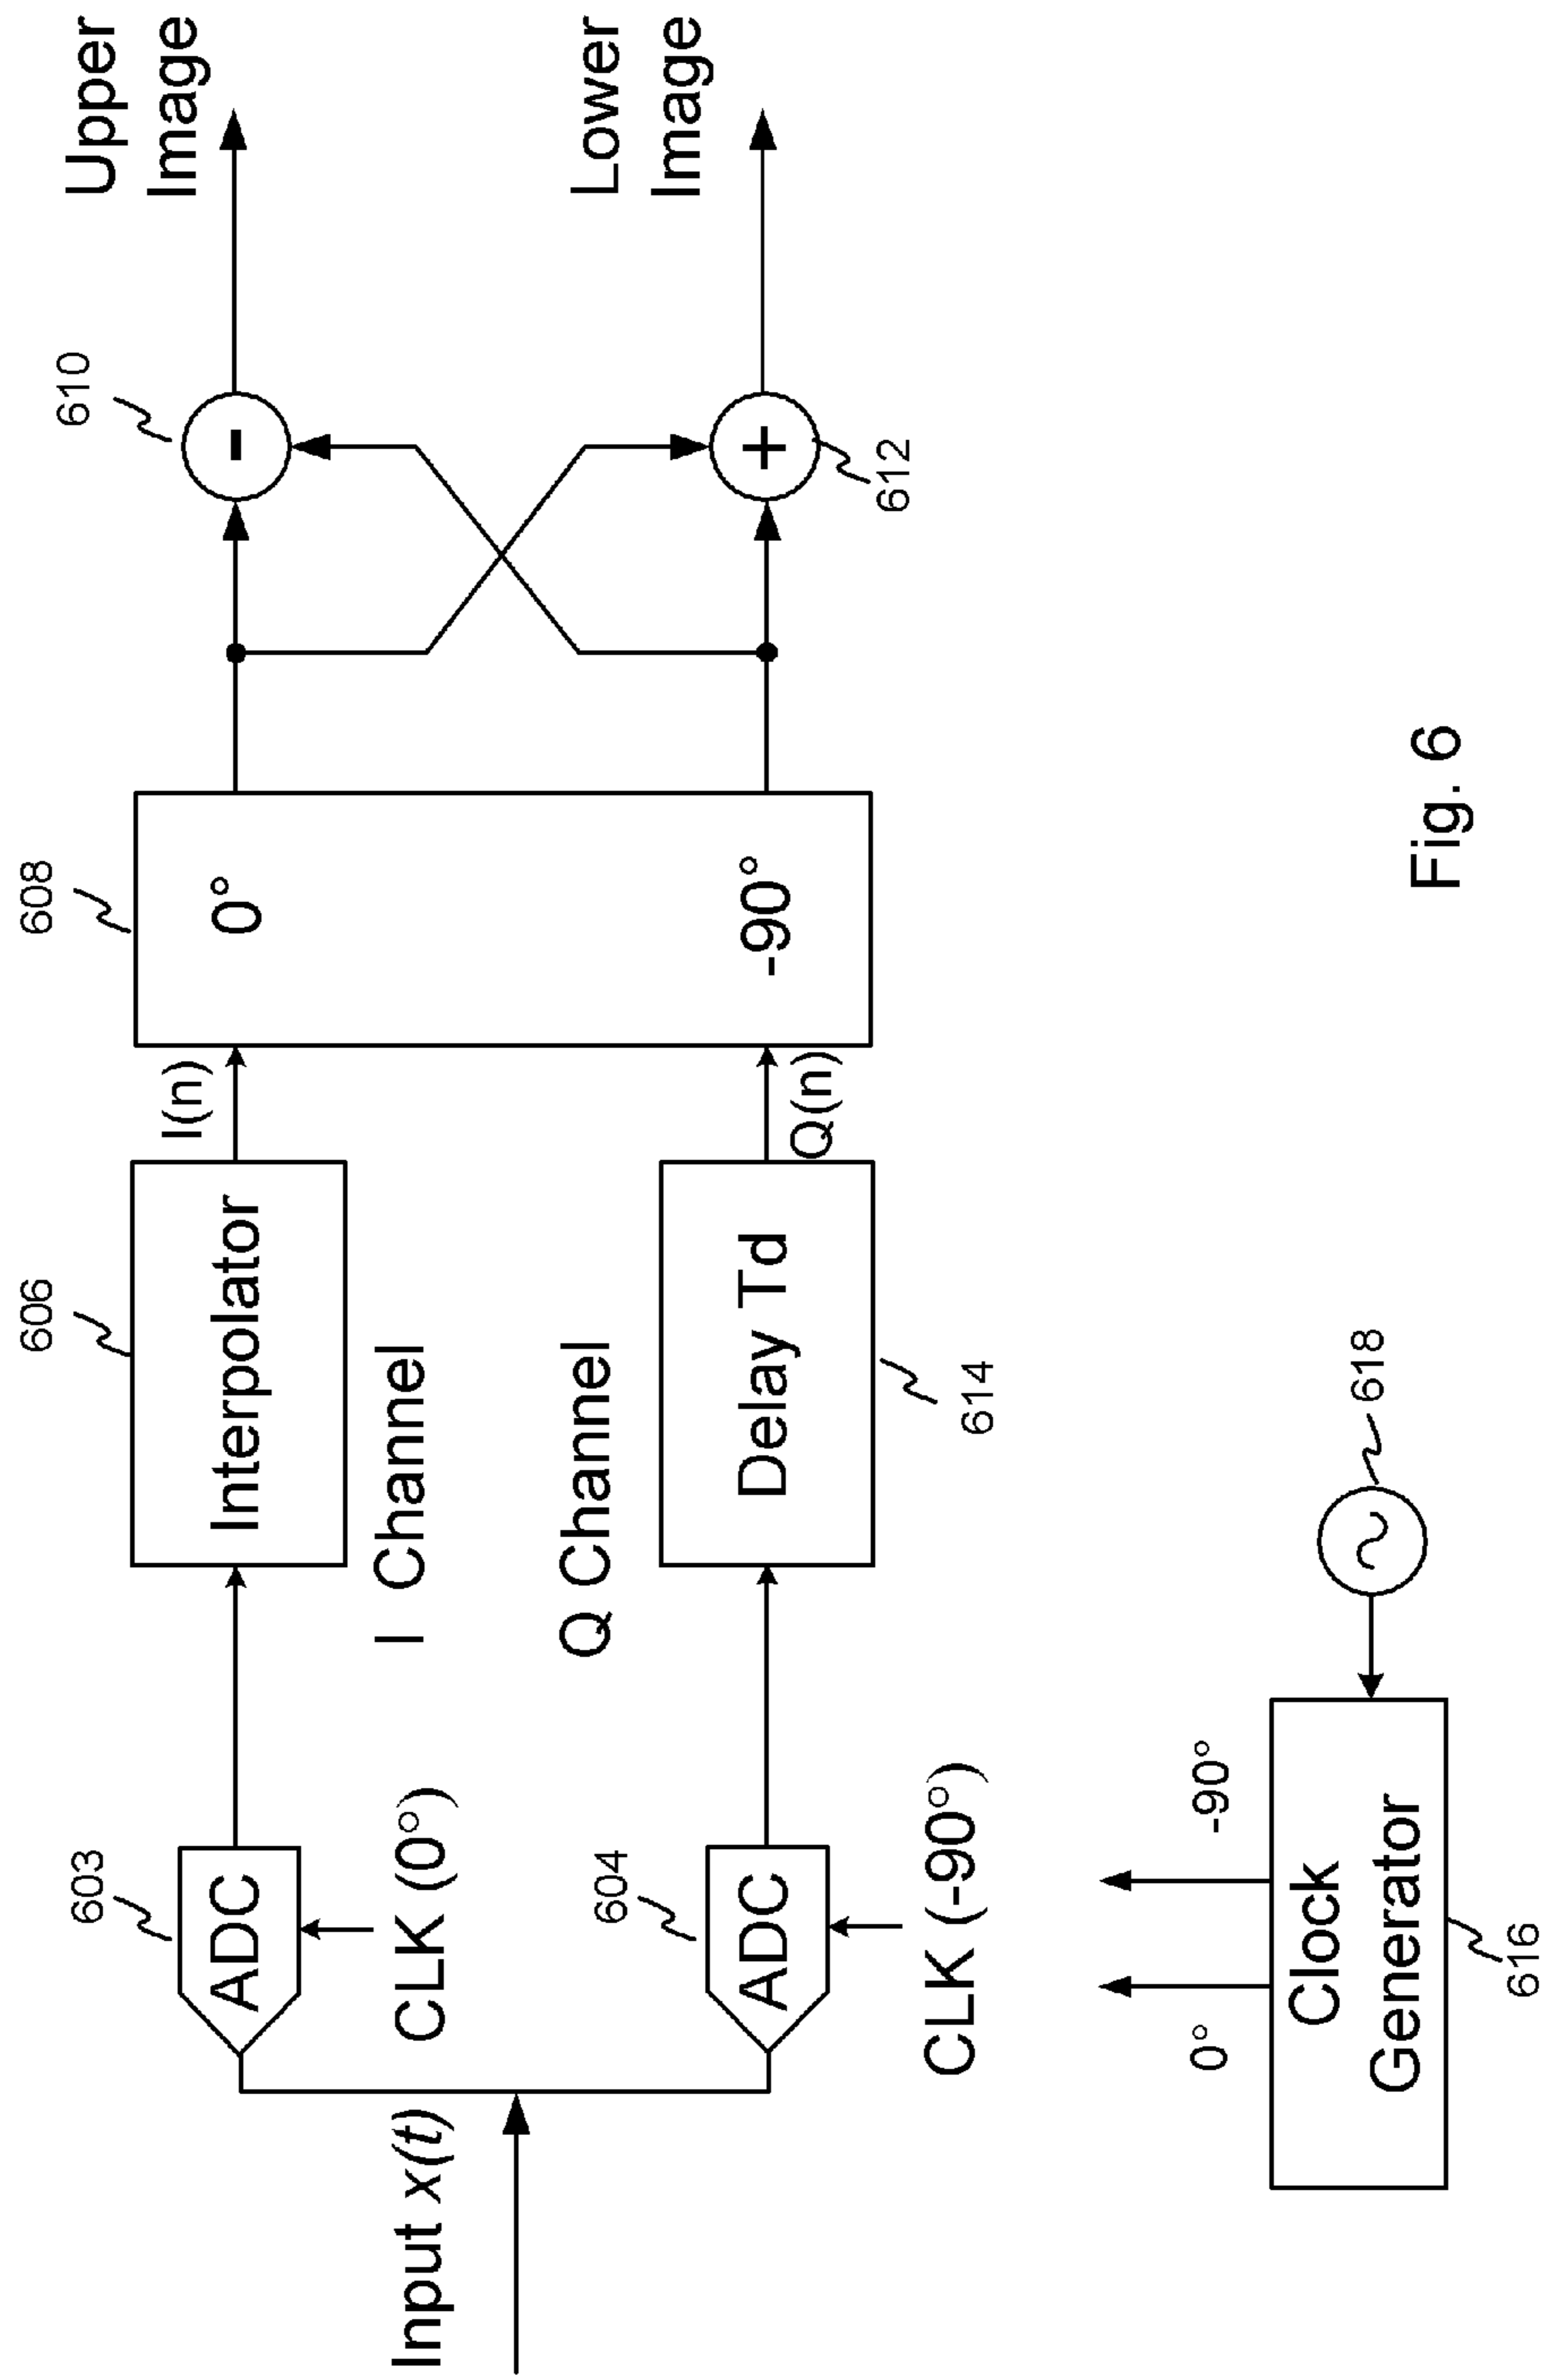 603
606
608
610
Upper
Image
ADC
Interpolator
I(n)
0°
-
CLK (0°)
I Channel
Input x(t)
604
Q Channel
Lower
Image
ADC
Delay Td
Q(n)
-90°
+
CLK (-90°)
614
612
0°
-90°
Clock
Generator
616
618
Fig. 6